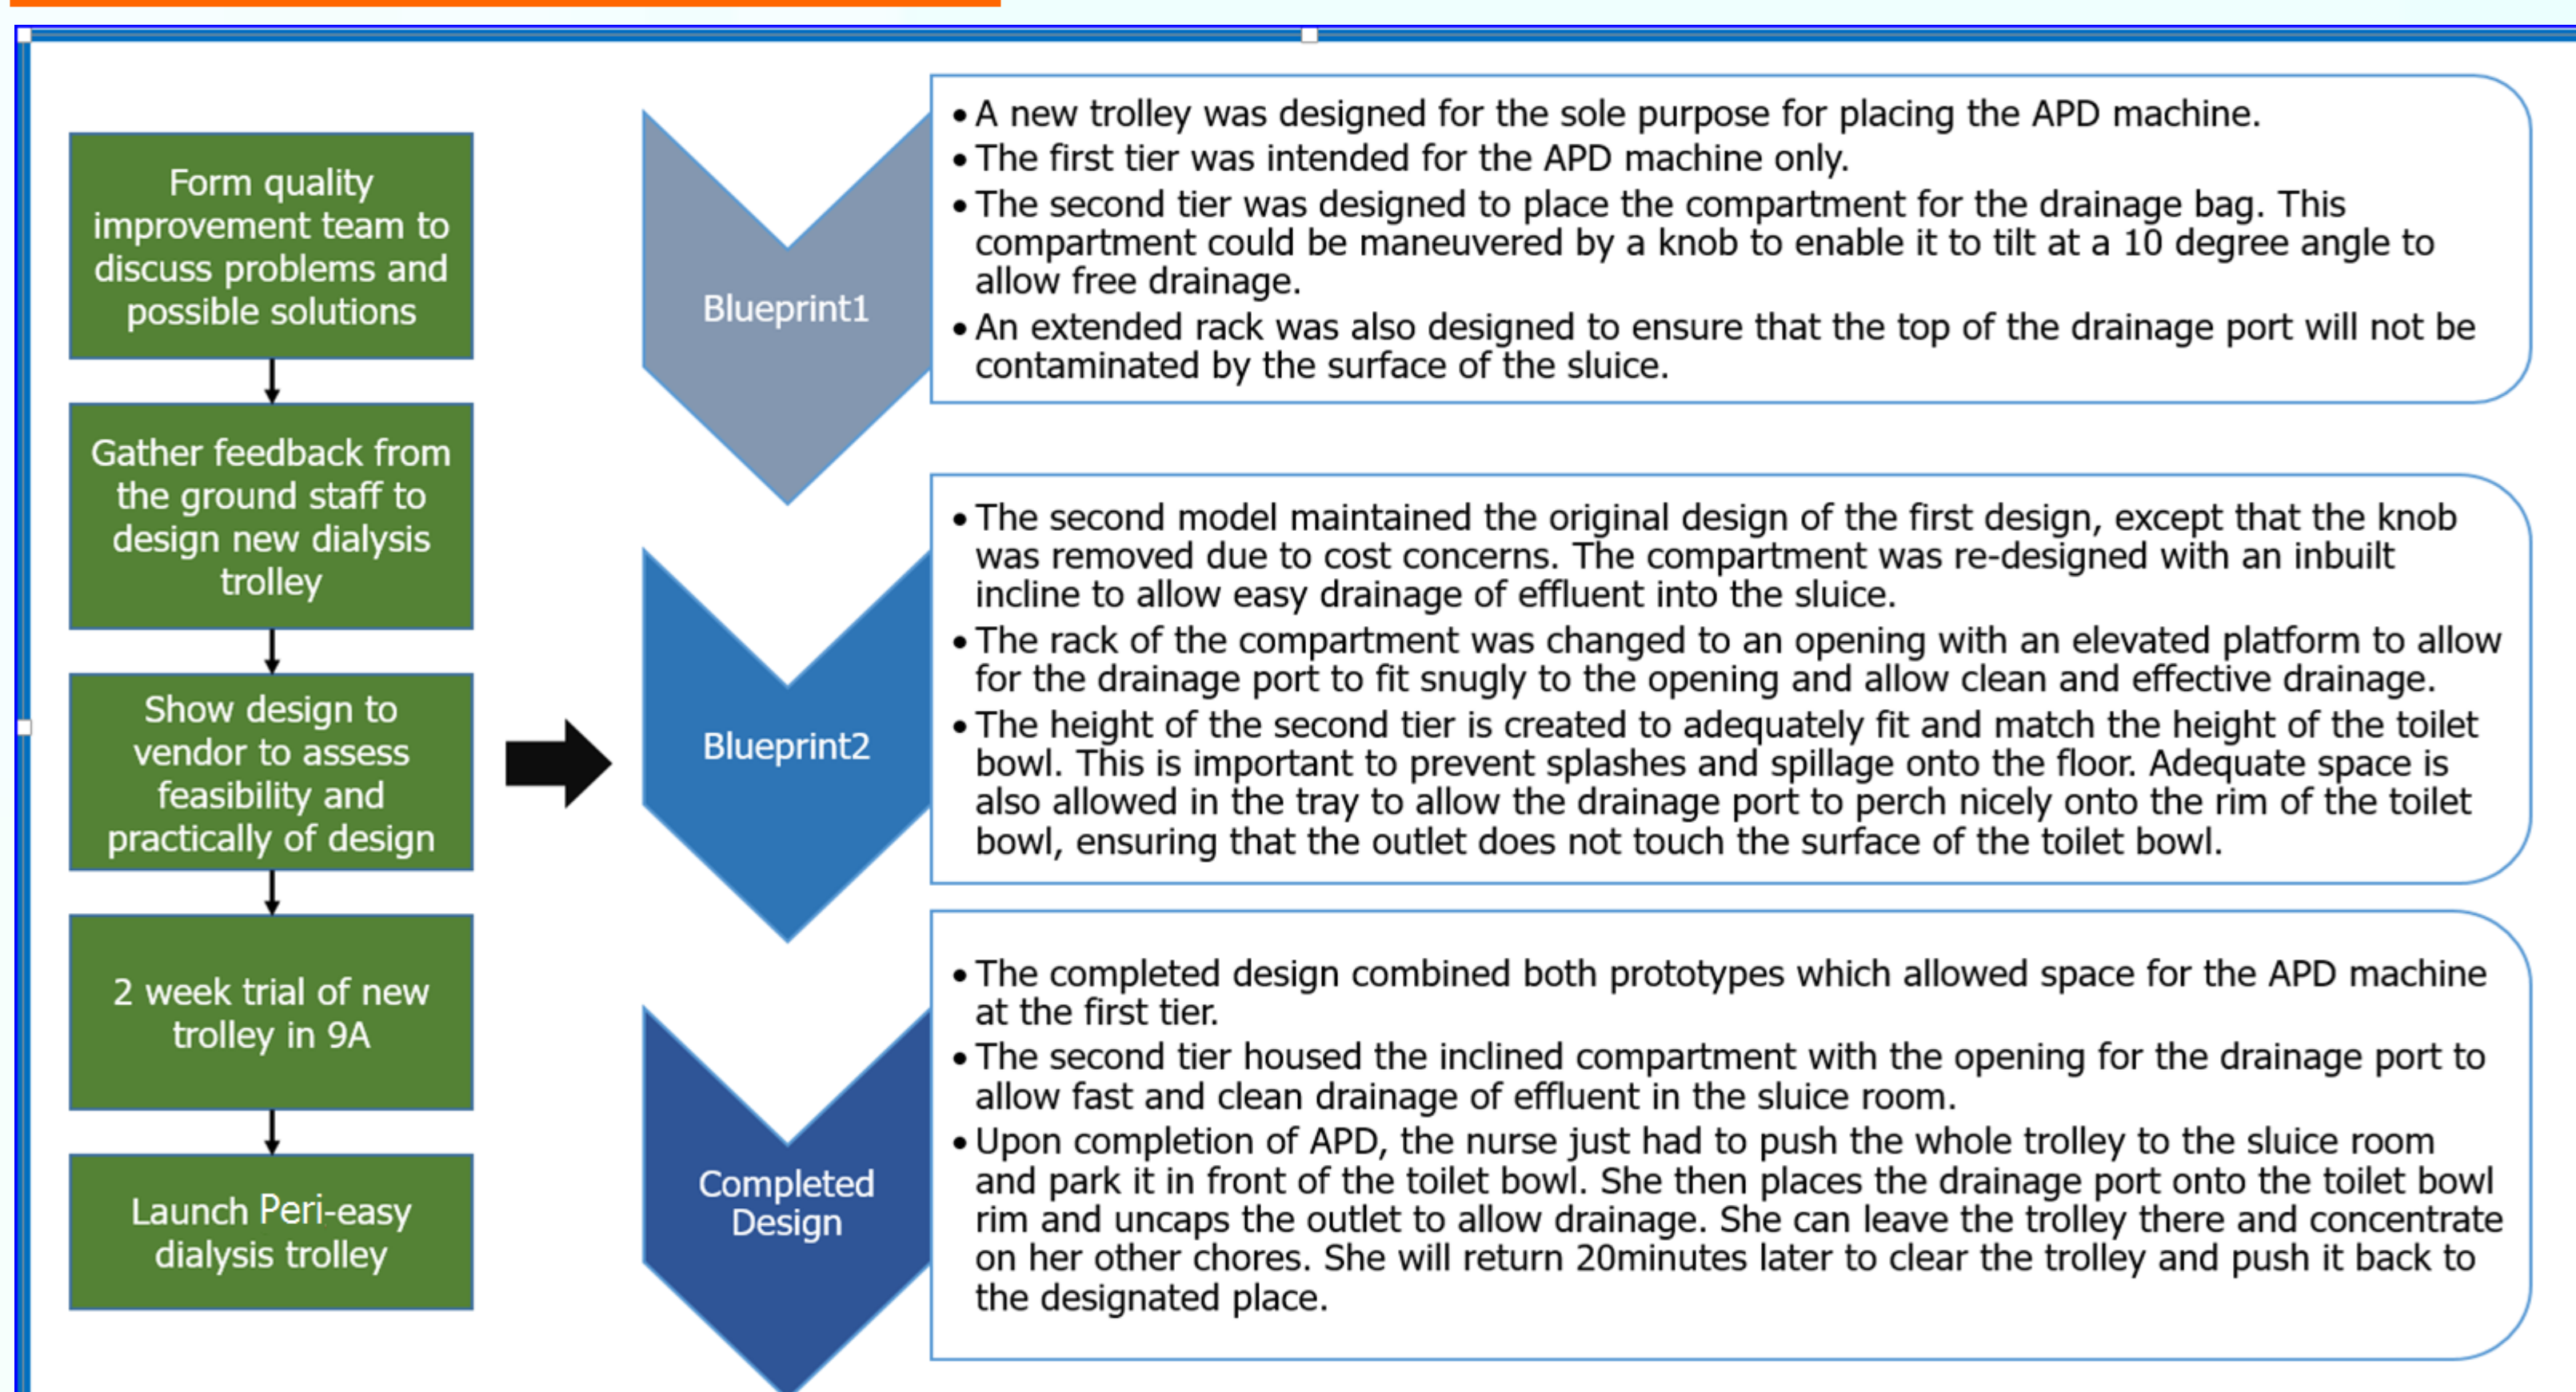 Form quality
improvement team to
discuss problems and
possible solutions
Gather feedback from
the ground staff to
design new dialysis
trolley
Show design to
vendor to assess
feasibility and
practically of design
2 week trial of new
trolley in 9A
Launch Peri-easy
dialysis trolley
Blueprint1
• A new trolley was designed for the sole purpose for placing the APD machine.
• The first tier was intended for the APD machine only.
• The second tier was designed to place the compartment for the drainage bag. This
compartment could be maneuvered by a knob to enable it to tilt at a 10 degree angle to
allow free drainage.
• An extended rack was also designed to ensure that the top of the drainage port will not be
contaminated by the surface of the sluice.
Blueprint2
• The second model maintained the original design of the first design, except that the knob
was removed due to cost concerns. The compartment was re-designed with an inbuilt
incline to allow easy drainage of effluent into the sluice.
• The rack of the compartment was changed to an opening with an elevated platform to allow
for the drainage port to fit snugly to the opening and allow clean and effective drainage.
• The height of the second tier is created to adequately fit and match the height of the toilet
bowl. This is important to prevent splashes and spillage onto the floor. Adequate space is
also allowed in the tray to allow the drainage port to perch nicely onto the rim of the toilet
bowl, ensuring that the outlet does not touch the surface of the toilet bowl.
Completed
Design
• The completed design combined both prototypes which allowed space for the APD machine
at the first tier.
• The second tier housed the inclined compartment with the opening for the drainage port to
allow fast and clean drainage of effluent in the sluice room.
• Upon completion of APD, the nurse just had to push the whole trolley to the sluice room
and park it in front of the toilet bowl. She then places the drainage port onto the toilet bowl
rim and uncaps the outlet to allow drainage. She can leave the trolley there and concentrate
on her other chores. She will return 20minutes later to clear the trolley and push it back to
the designated place.